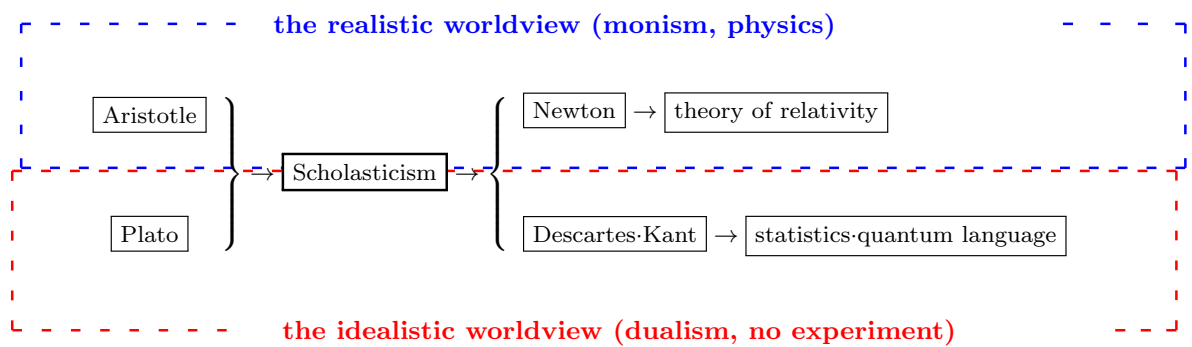 the realistic worldview (monism, physics)
Aristotle
Newton → theory of relativity
→ Scholasticism →
Plato
Descartes·Kant → statistics·quantum language
the idealistic worldview (dualism, no experiment)